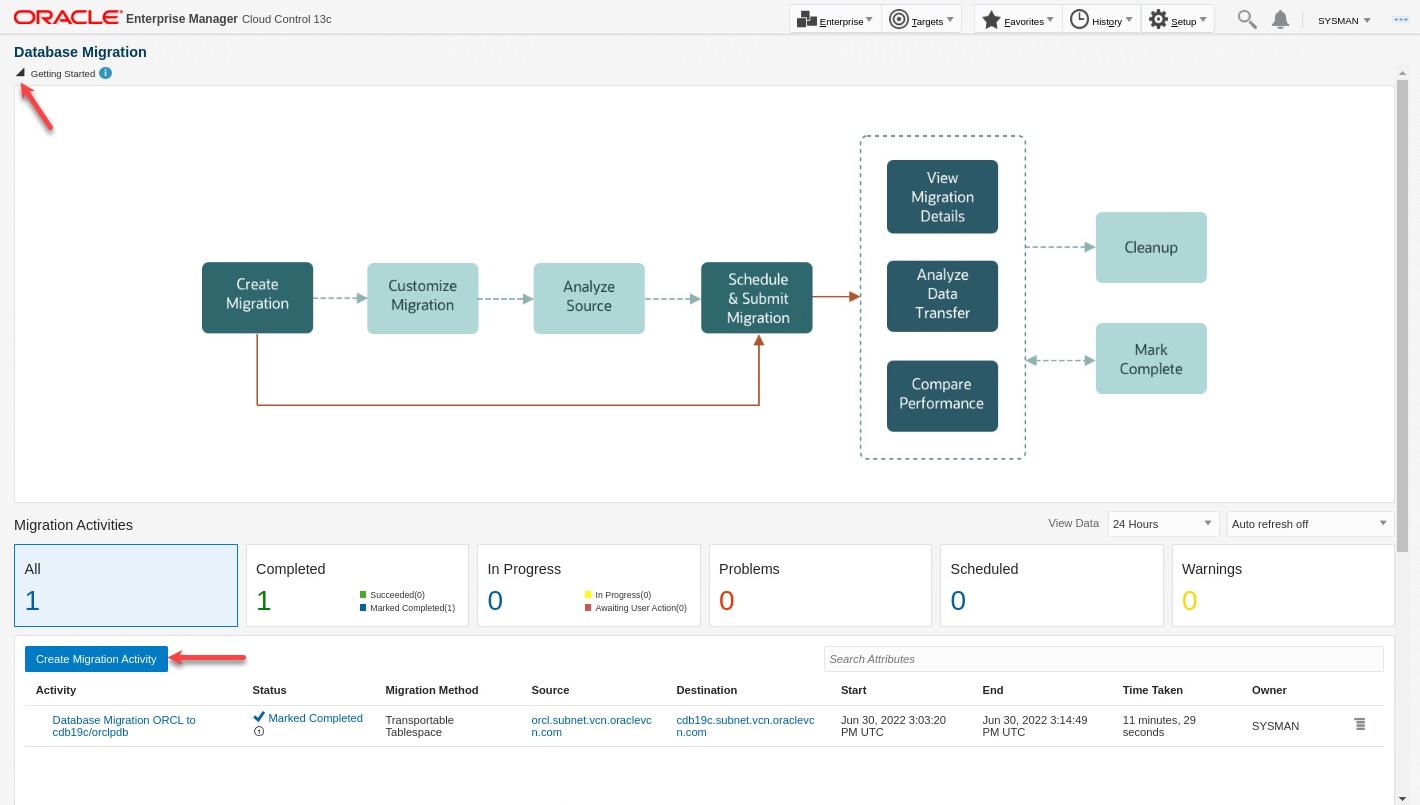 ORACLE Enterprise Manager Cloud Control 13c
Enterprise Targets Favorites History Setup SYSMAN
Database Migration
Getting Started i
Create
Migration
Customize
Migration
Analyze
Source
Schedule
& Submit
Migration
View
Migration
Details
Analyze
Data
Transfer
Compare
Performance
Cleanup
Mark
Complete
Migration Activities
View Data 24 Hours Auto refresh off
All
1
Completed
1
Succeeded(0)
Marked Completed(1)
In Progress
0
In Progress(0)
Awaiting User Action(0)
Problems
0
Scheduled
0
Warnings
0
Create Migration Activity
Search Attributes
Activity Status Migration Method Source Destination Start End Time Taken Owner
Database Migration ORCL to
cdb19c/orclpdb
Marked Completed
Transportable
Tablespace
orcl.subnet.vcn.oraclevc
n.com
cdb19c.subnet.vcn.oraclev
cn.com
Jun 30, 2022 3:03:20
PM UTC
Jun 30, 2022 3:14:49
PM UTC
11 minutes, 29
seconds
SYSMAN